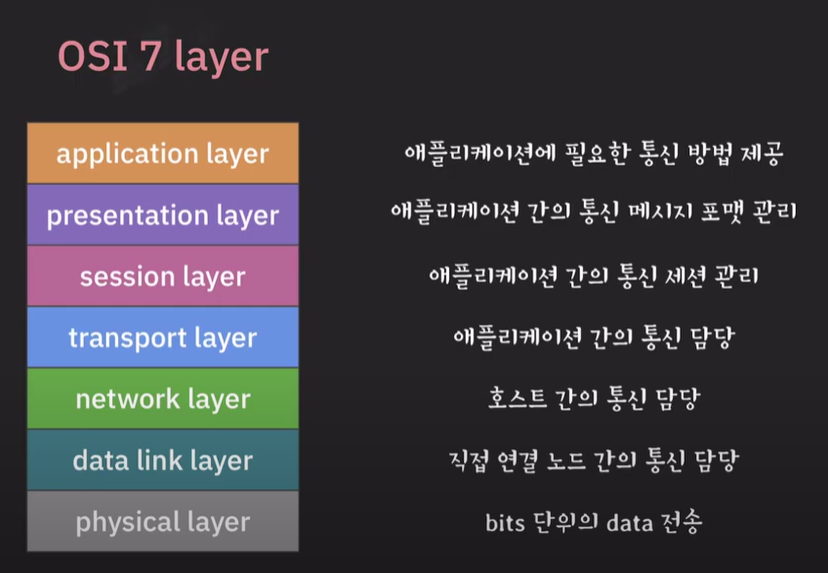 OSI 7 layer
application layer 애플리케이션에 필요한 통신 방법 제공
presentation layer 애플리케이션 간의 통신 메시지 포맷 관리
session layer 애플리케이션 간의 통신 세션 관리
transport layer 애플리케이션 간의 통신 담당
network layer 호스트 간의 통신 담당
data link layer 직접 연결 노드 간의 통신 담당
physical layer bits 단위의 data 전송